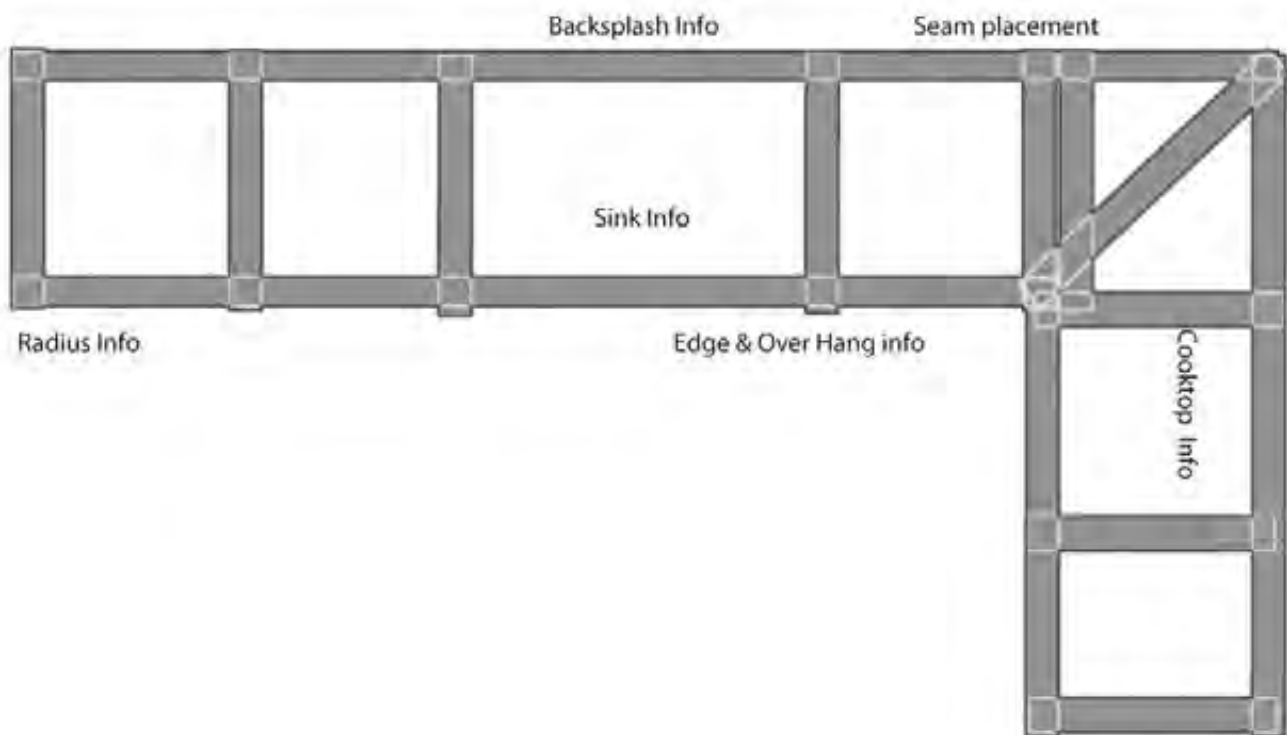 Backsplash Info
Seam placement
Sink Info
Radius Info
Edge & Over Hang info
Cooktop Info